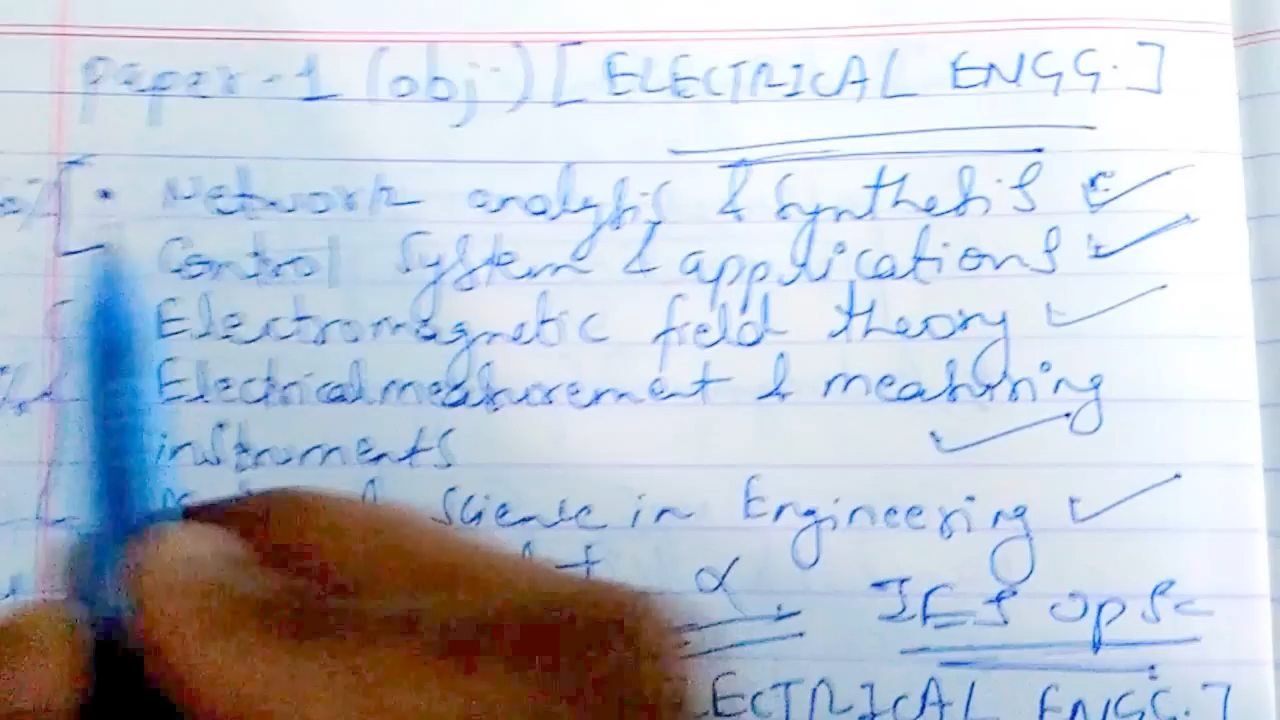 Paper-1 (obj.) [ELECTRICAL ENGG.]
• Network analysis & Synthesis
Control System & applications
Electromagnetic field theory
Electrical measurement & measuring
instruments
Science in Engineering
IES OPSC
ECTRICAL ENGG.]